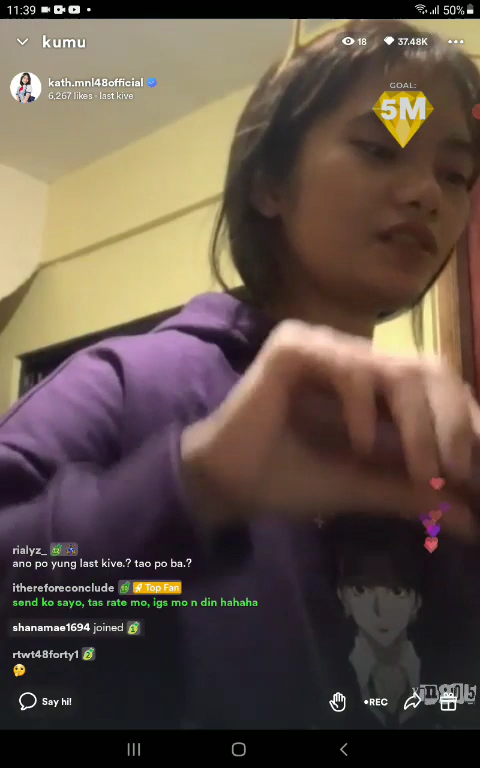 11:39
50%
kumu
18
37.48K
kath.mnl48official
6,267 likes · last kive
GOAL:
5M
rialyz_
ano po yung last kive.? tao po ba.?
ithereforeconclude Top Fan
send ko sayo, tas rate mo, igs mo n din hahaha
shanamae1694 joined
rtwt48forty1
Say hi!
•REC